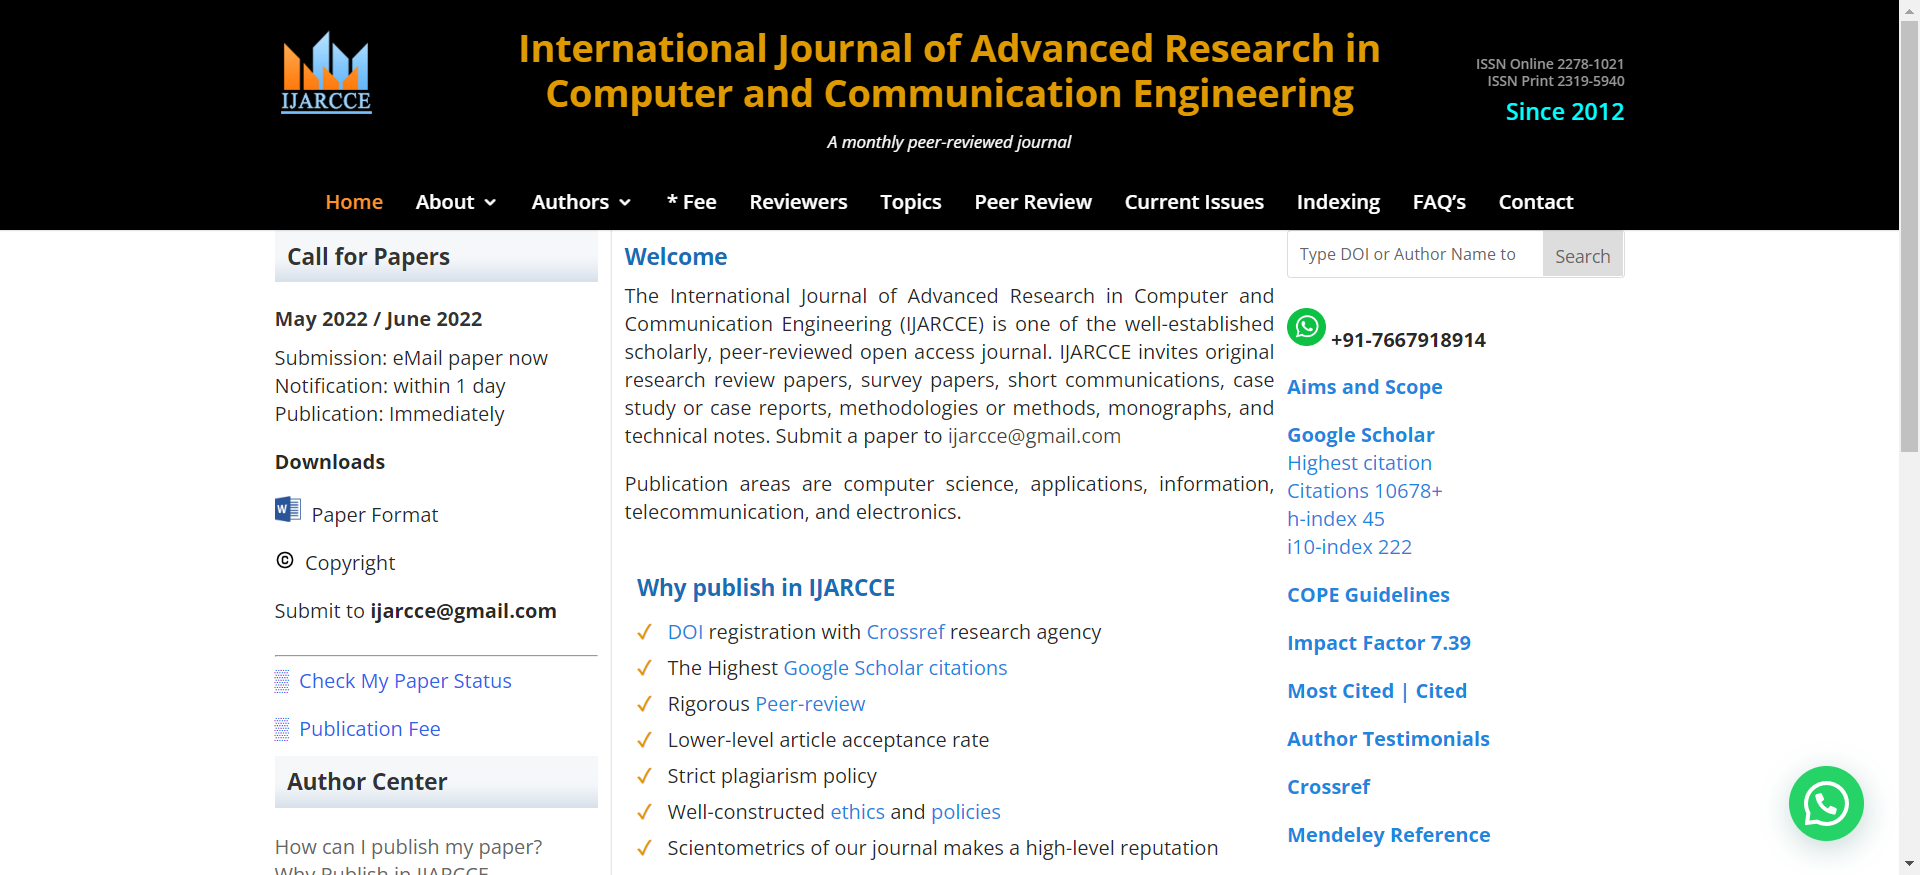 IJARCCE
International Journal of Advanced Research in
Computer and Communication Engineering
A monthly peer-reviewed journal
ISSN Online 2278-1021
ISSN Print 2319-5940
Since 2012
Home About Authors * Fee Reviewers Topics Peer Review Current Issues Indexing FAQ’s Contact
Call for Papers
May 2022 / June 2022
Submission: eMail paper now
Notification: within 1 day
Publication: Immediately
Downloads
W Paper Format
© Copyright
Submit to ijarcce@gmail.com
Check My Paper Status
Publication Fee
Author Center
How can I publish my paper?
Why Publish in IJARCCE
Welcome
The International Journal of Advanced Research in Computer and
Communication Engineering (IJARCCE) is one of the well-established
scholarly, peer-reviewed open access journal. IJARCCE invites original
research review papers, survey papers, short communications, case
study or case reports, methodologies or methods, monographs, and
technical notes. Submit a paper to ijarcce@gmail.com
Publication areas are computer science, applications, information,
telecommunication, and electronics.
Why publish in IJARCCE
✓ DOI registration with Crossref research agency
✓ The Highest Google Scholar citations
✓ Rigorous Peer-review
✓ Lower-level article acceptance rate
✓ Strict plagiarism policy
✓ Well-constructed ethics and policies
✓ Scientometrics of our journal makes a high-level reputation
Type DOI or Author Name to Search
+91-7667918914
Aims and Scope
Google Scholar
Highest citation
Citations 10678+
h-index 45
i10-index 222
COPE Guidelines
Impact Factor 7.39
Most Cited | Cited
Author Testimonials
Crossref
Mendeley Reference